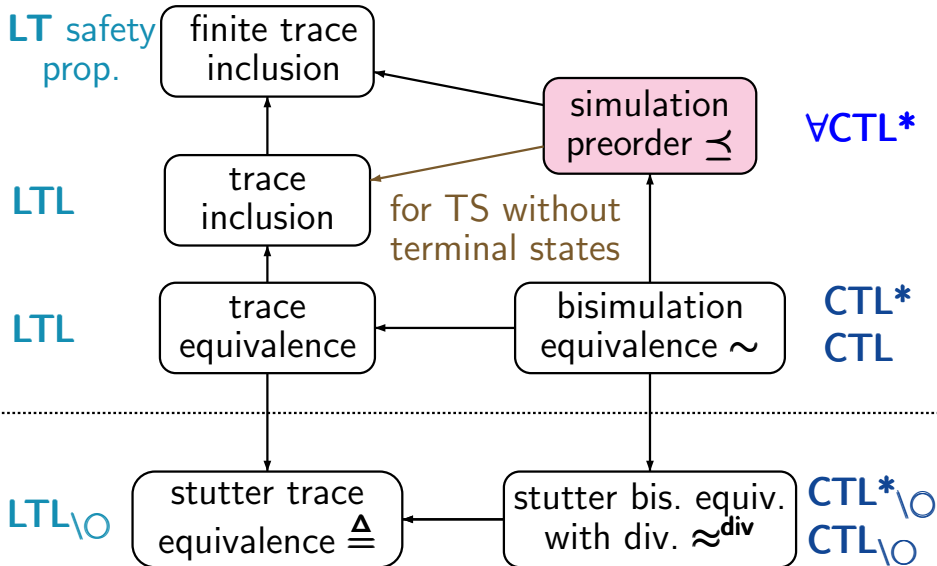 LT safety
prop.
finite trace
inclusion
simulation
preorder ⪯
∀CTL*
LTL
trace
inclusion
for TS without
terminal states
LTL
trace
equivalence
bisimulation
equivalence ∼
CTL*
CTL
LTL\○
stutter trace
equivalence ≜
stutter bis. equiv.
with div. ≈div
CTL*\○
CTL\○